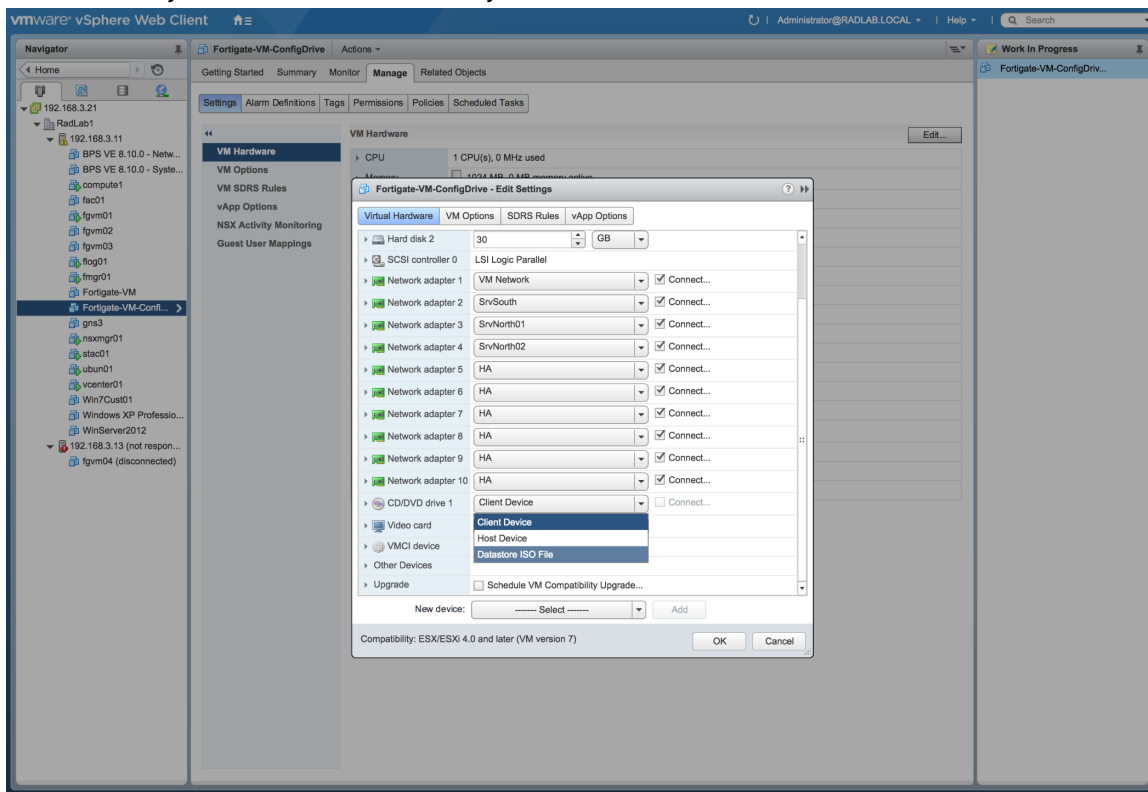 vmware® vSphere Web Client
Administrator@RADLAB.LOCAL
Help
Search
Navigator
Home
192.168.3.21
RadLab1
192.168.3.11
BPS VE 8.10.0 - Netw...
BPS VE 8.10.0 - Syste...
compute1
fac01
fgvm01
fgvm02
fgvm03
flog01
fmgr01
Fortigate-VM
Fortigate-VM-Confi...
gns3
nsxmgr01
stac01
ubun01
vcenter01
Win7Cust01
Windows XP Professio...
WinServer2012
192.168.3.13 (not respon...
fgvm04 (disconnected)
Fortigate-VM-ConfigDrive Actions
Getting Started Summary Monitor Manage Related Objects
Settings Alarm Definitions Tags Permissions Policies Scheduled Tasks
VM Hardware
VM Options
VM SDRS Rules
vApp Options
NSX Activity Monitoring
Guest User Mappings
VM Hardware Edit...
CPU 1 CPU(s), 0 MHz used
Memory 1024 MB, 0 MB memory active
Fortigate-VM-ConfigDrive - Edit Settings
Virtual Hardware VM Options SDRS Rules vApp Options
Hard disk 2 30 GB
SCSI controller 0 LSI Logic Parallel
Network adapter 1 VM Network Connect...
Network adapter 2 SrvSouth Connect...
Network adapter 3 SrvNorth01 Connect...
Network adapter 4 SrvNorth02 Connect...
Network adapter 5 HA Connect...
Network adapter 6 HA Connect...
Network adapter 7 HA Connect...
Network adapter 8 HA Connect...
Network adapter 9 HA Connect...
Network adapter 10 HA Connect...
CD/DVD drive 1 Client Device Connect...
Video card Client Device
Host Device
VMCI device Datastore ISO File
Other Devices
Upgrade Schedule VM Compatibility Upgrade...
New device: ------- Select ------- Add
Compatibility: ESX/ESXi 4.0 and later (VM version 7) OK Cancel
Work In Progress
Fortigate-VM-ConfigDriv...